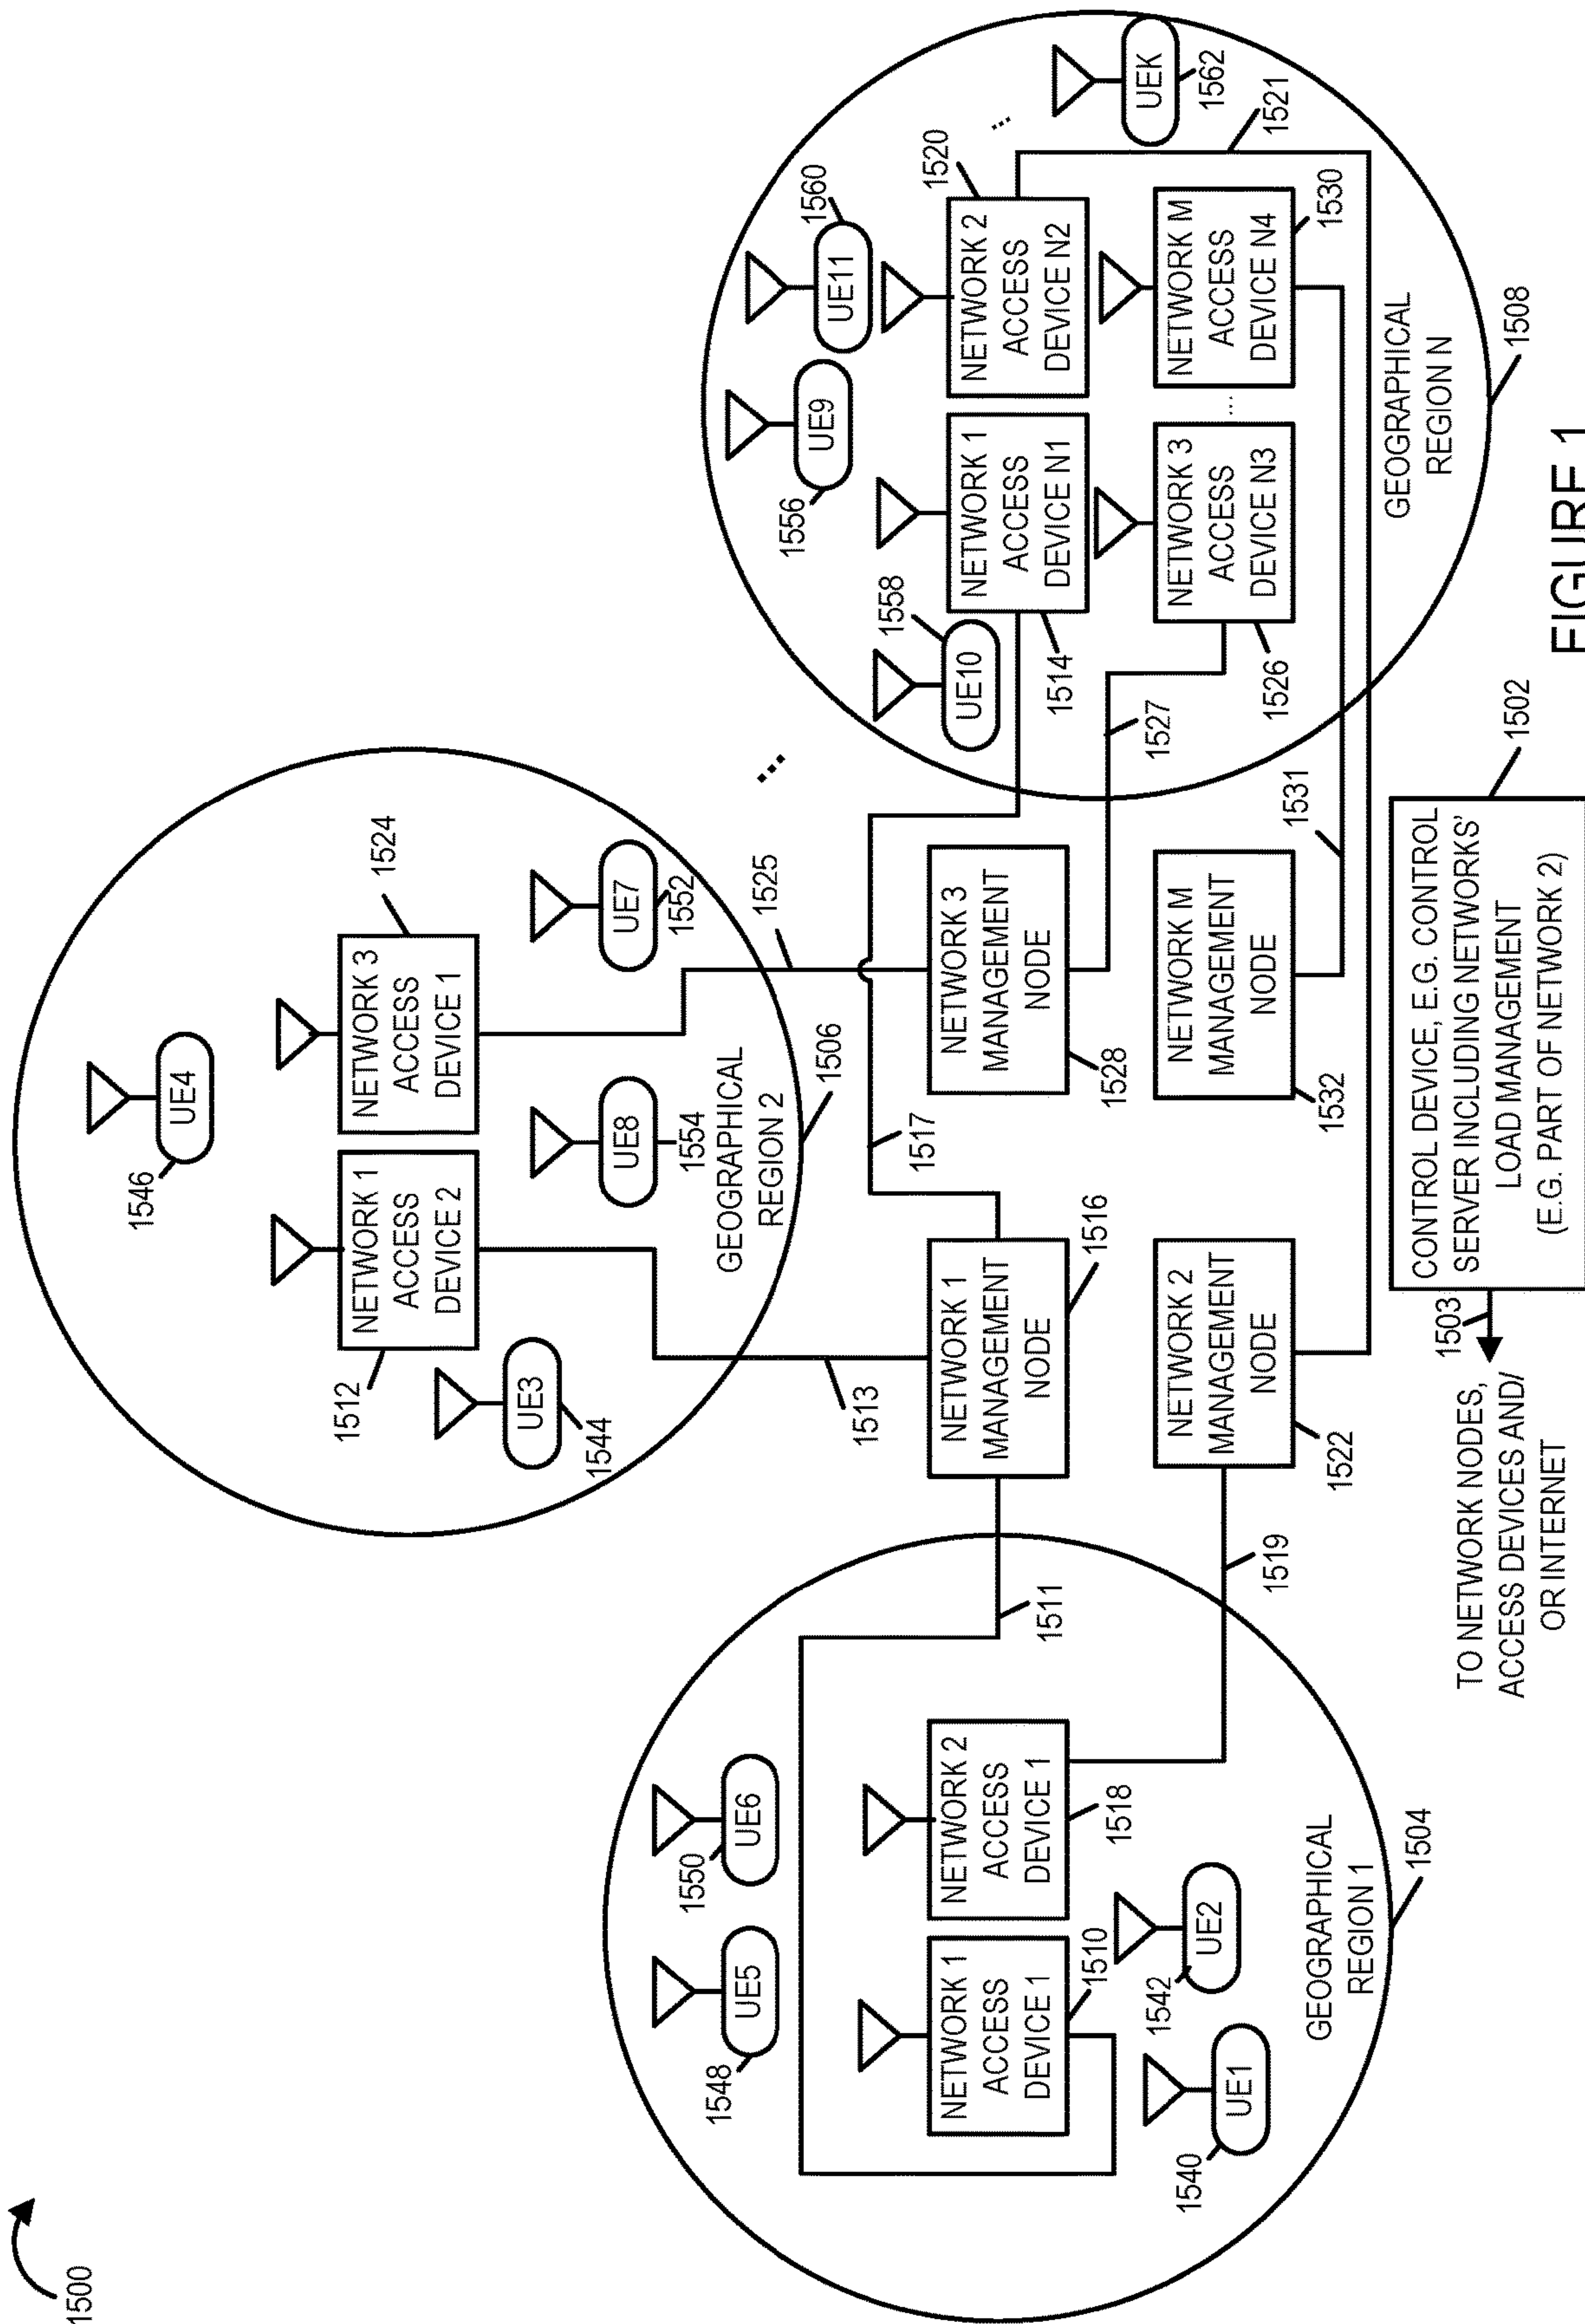 1500
GEOGRAPHICAL
REGION 1
1504
NETWORK 1
ACCESS
DEVICE 1
1510
NETWORK 2
ACCESS
DEVICE 1
1518
UE1
1540
UE2
1542
UE5
1548
UE6
1550
1511
1519
GEOGRAPHICAL
REGION 2
1506
NETWORK 1
ACCESS
DEVICE 2
1512
NETWORK 3
ACCESS
DEVICE 1
1524
UE3
1544
UE4
1546
UE7
1552
UE8
1554
1513
1525
NETWORK 1
MANAGEMENT
NODE
1516
NETWORK 2
MANAGEMENT
NODE
1522
NETWORK 3
MANAGEMENT
NODE
1528
NETWORK M
MANAGEMENT
NODE
1532
1517
1527
1531
1521
...
GEOGRAPHICAL
REGION N
1508
NETWORK 1
ACCESS
DEVICE N1
1514
NETWORK 2
ACCESS
DEVICE N2
1520
NETWORK 3
ACCESS
DEVICE N3
1526
...
NETWORK M
ACCESS
DEVICE N4
1530
UE10
1558
UE9
1556
UE11
1560
...
UEK
1562
TO NETWORK NODES,
ACCESS DEVICES AND/
OR INTERNET
1503
CONTROL DEVICE, E.G. CONTROL
SERVER INCLUDING NETWORKS'
LOAD MANAGEMENT
(E.G. PART OF NETWORK 2)
1502
FIGURE 1